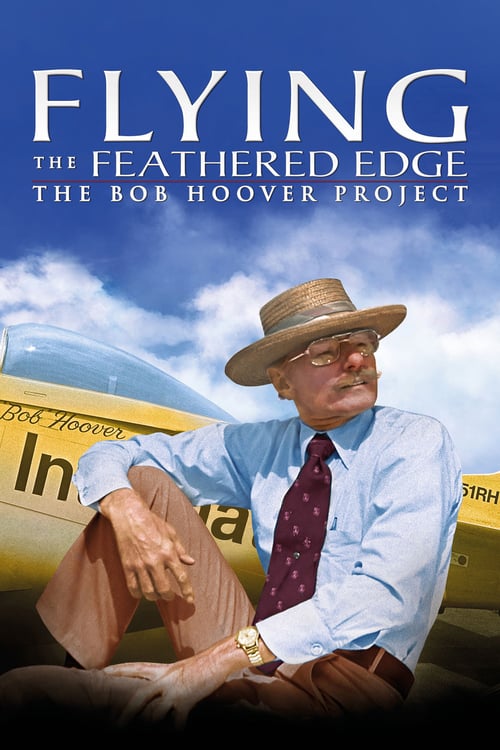 FLYING
THE FEATHERED EDGE
THE BOB HOOVER PROJECT
Bob Hoover
In
51RH